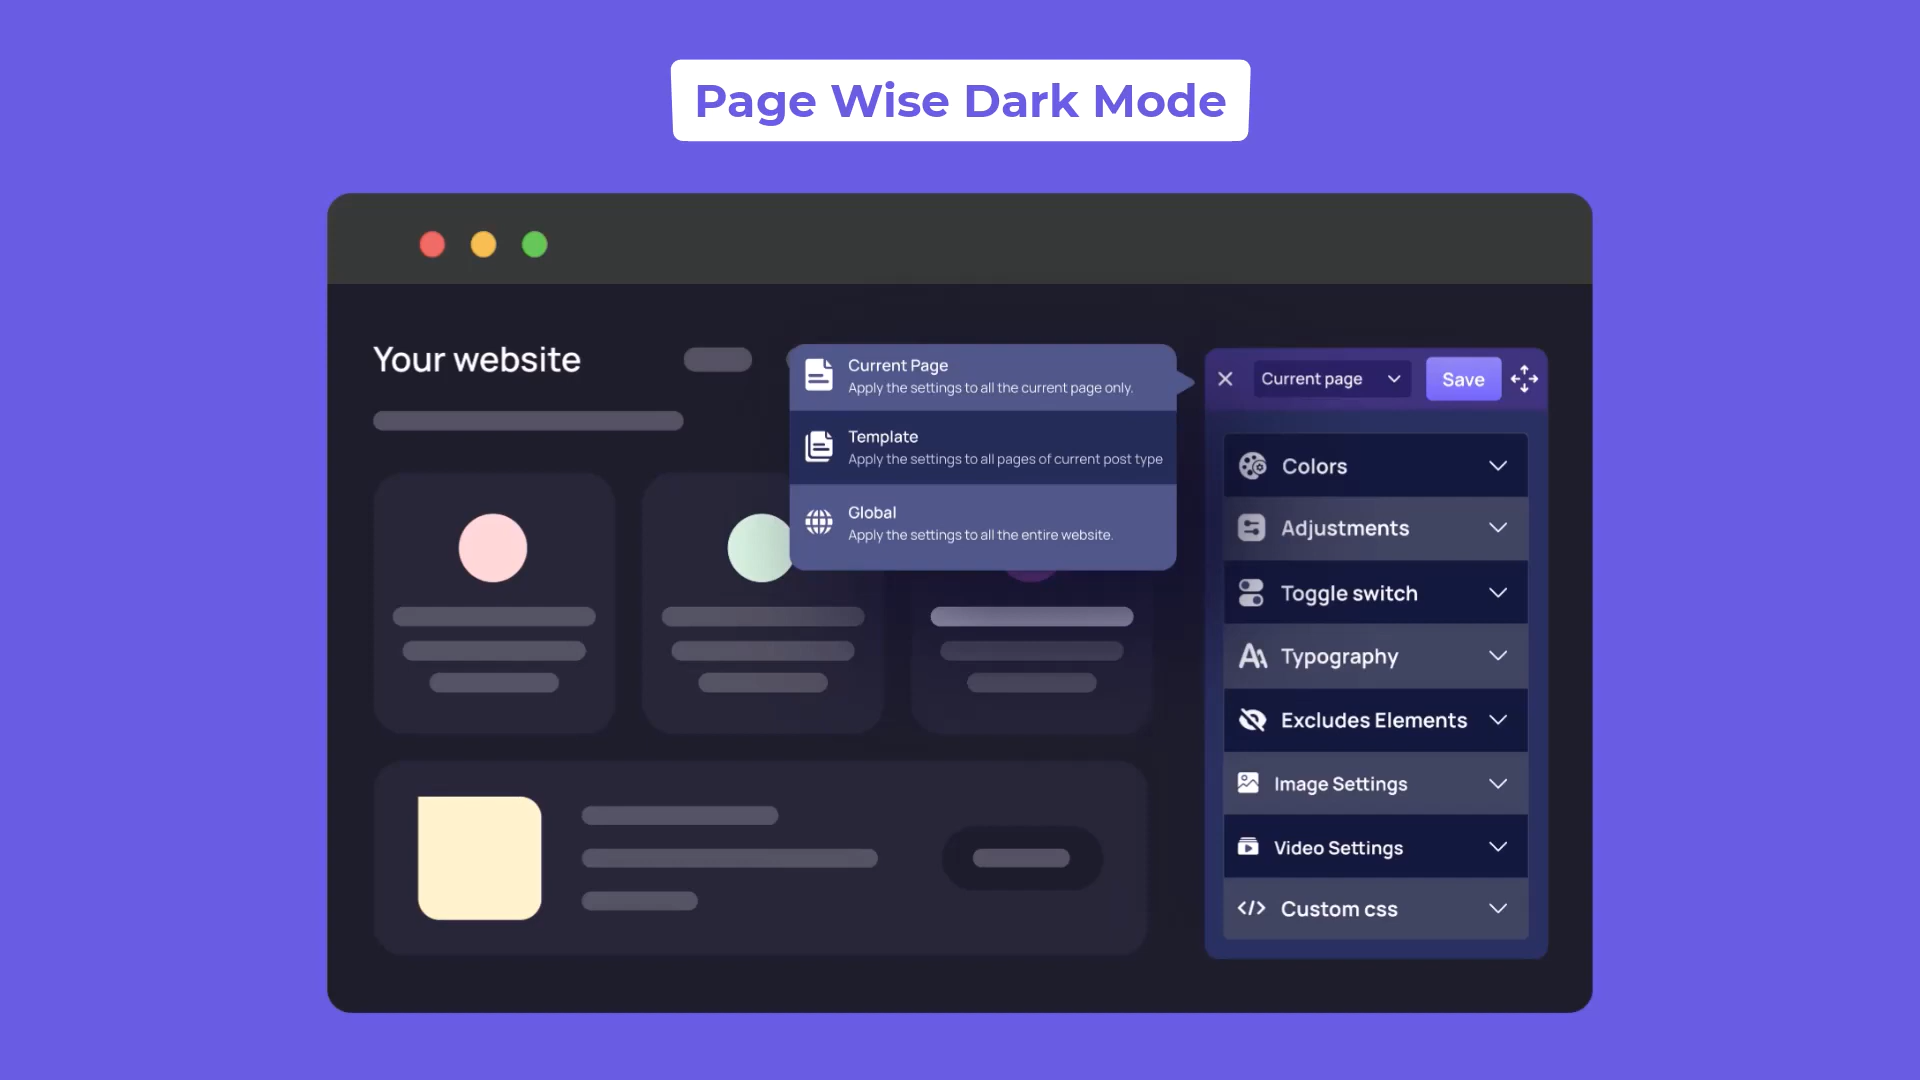 Page Wise Dark Mode
Your website
Current Page
Apply the settings to all the current page only.
Template
Apply the settings to all pages of current post type
Global
Apply the settings to all the entire website.
Current page
Save
Colors
Adjustments
Toggle switch
Typography
Excludes Elements
Image Settings
Video Settings
Custom css